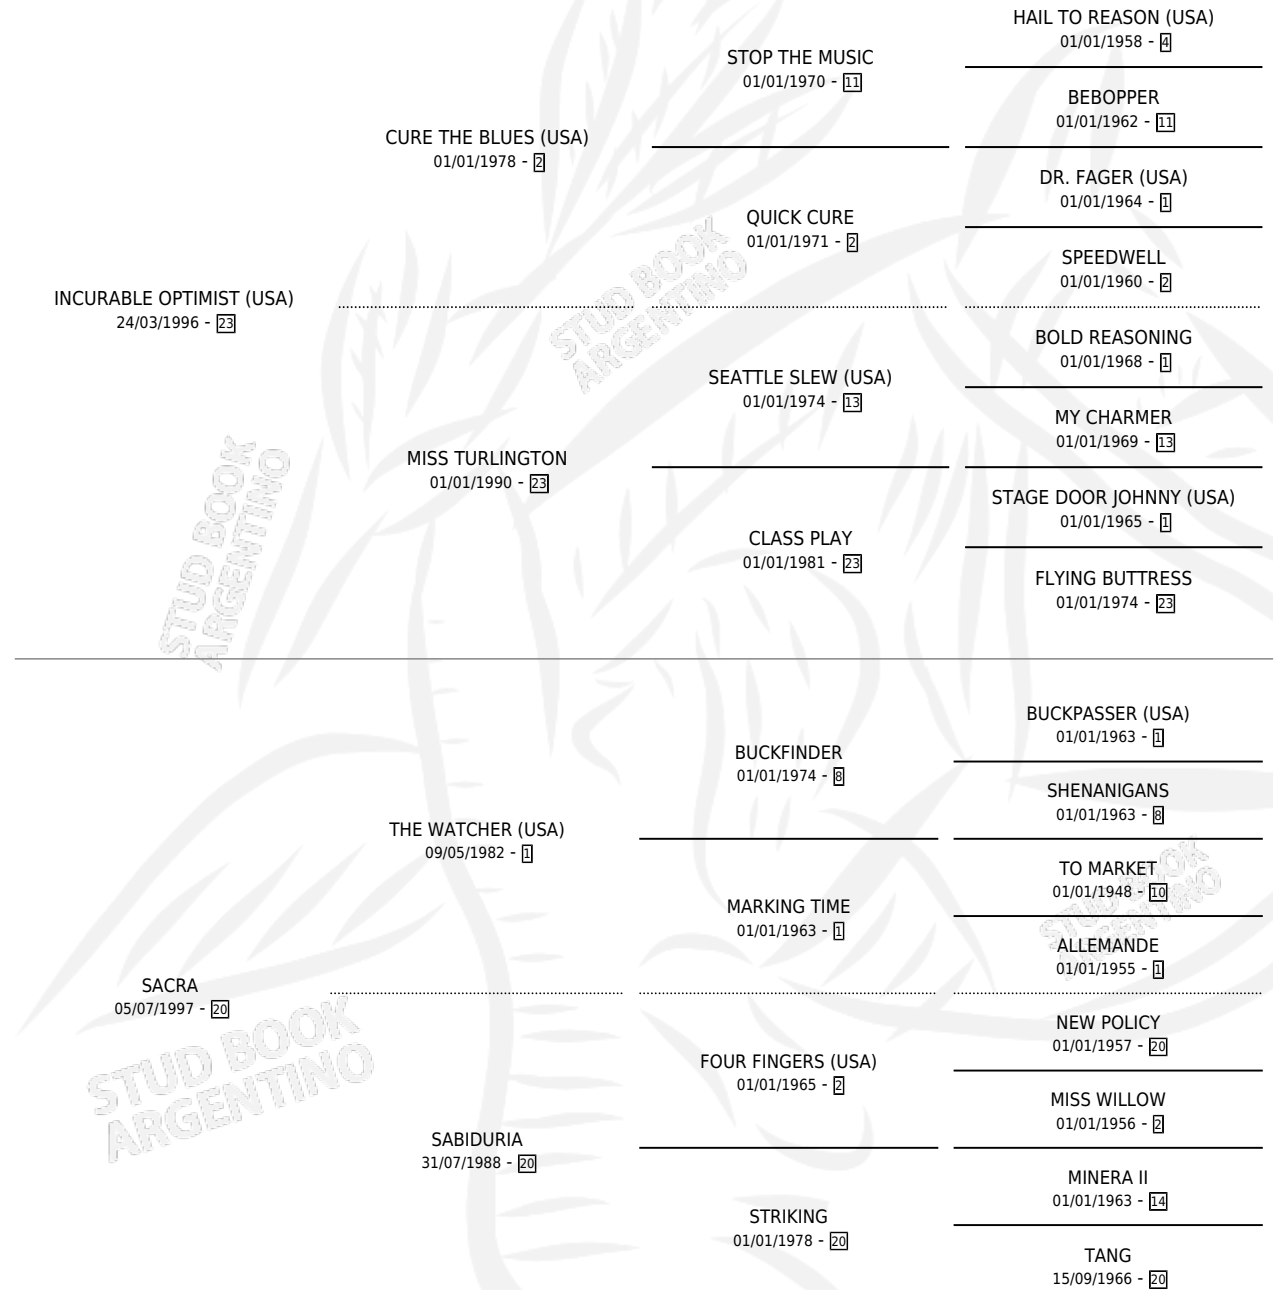 HAIL TO REASON (USA)
01/01/1958 - 4
STOP THE MUSIC
01/01/1970 - 11
BEBOPPER
01/01/1962 - 11
CURE THE BLUES (USA)
01/01/1978 - 2
DR. FAGER (USA)
01/01/1964 - 1
QUICK CURE
01/01/1971 - 2
SPEEDWELL
01/01/1960 - 2
INCURABLE OPTIMIST (USA)
24/03/1996 - 23
BOLD REASONING
01/01/1968 - 1
SEATTLE SLEW (USA)
01/01/1974 - 13
MY CHARMER
01/01/1969 - 13
MISS TURLINGTON
01/01/1990 - 23
STAGE DOOR JOHNNY (USA)
01/01/1965 - 1
CLASS PLAY
01/01/1981 - 23
FLYING BUTTRESS
01/01/1974 - 23
BUCKPASSER (USA)
01/01/1963 - 1
BUCKFINDER
01/01/1974 - 8
SHENANIGANS
01/01/1963 - 8
THE WATCHER (USA)
09/05/1982 - 1
TO MARKET
01/01/1948 - 10
MARKING TIME
01/01/1963 - 1
ALLEMANDE
01/01/1955 - 1
SACRA
05/07/1997 - 20
NEW POLICY
01/01/1957 - 20
FOUR FINGERS (USA)
01/01/1965 - 2
MISS WILLOW
01/01/1956 - 2
SABIDURIA
31/07/1988 - 20
MINERA II
01/01/1963 - 14
STRIKING
01/01/1978 - 20
TANG
15/09/1966 - 20
STUD BOOK
ARGENTINO
STUD BOOK
ARGENTINO
STUD BOOK
ARGENTINO
STUD BOOK
ARGENTINO